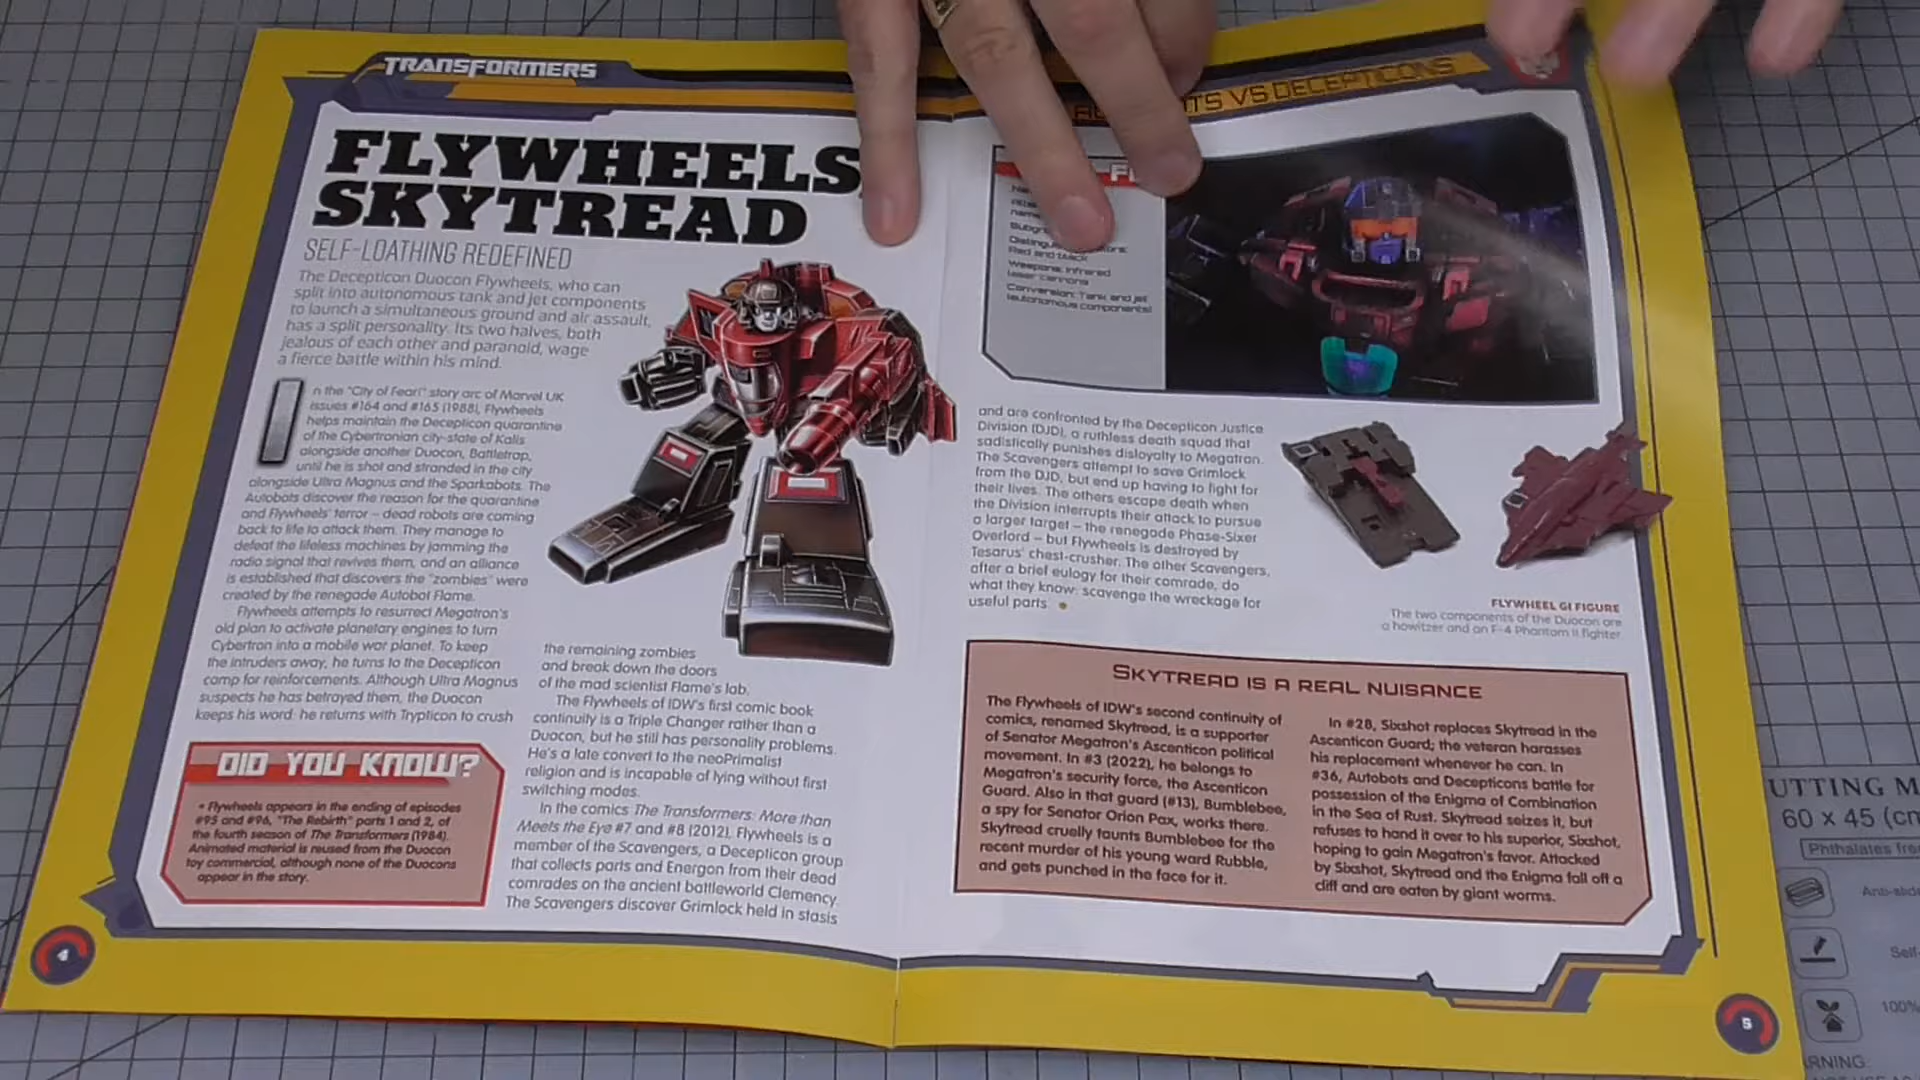 TRANSFORMERS
FLYWHEELS,
SKYTREAD
SELF-LOATHING REDEFINED
The Decepticon Duocon Flywheels, who can
split into autonomous tank and jet components
to launch a simultaneous ground and air assault,
has a split personality. Its two halves, both
jealous of each other and paranoid, wage
a fierce battle within his mind.
In the "City of Fear!" story arc of Marvel UK
issues #164 and #165 (1988), Flywheels
helps maintain the Decepticon quarantine
of the Cybertronian city-state of Kalis
alongside another Duocon, Battletrap,
until he is shot and stranded in the city
alongside Ultra Magnus and the Sparkabots. The
Autobots discover the reason for the quarantine
and Flywheels' terror – dead robots are coming
back to life to attack them. They manage to
defeat the lifeless machines by jamming the
radio signal that revives them, and an alliance
is established that discovers the "zombies" were
created by the renegade Autobot Flame.
Flywheels attempts to resurrect Megatron's
old plan to activate planetary engines to turn
Cybertron into a mobile war planet. To keep
the intruders away, he turns to the Decepticon
camp for reinforcements. Although Ultra Magnus
suspects he has betrayed them, the Duocon
keeps his word: he returns with Trypticon to crush
DID YOU KNOW?
• Flywheels appears in the ending of episodes
#95 and #96, "The Rebirth" parts 1 and 2, of
the fourth season of The Transformers (1984).
Animated material is reused from the Duocon
toy commercial, although none of the Duocons
appear in the story.
the remaining zombies
and break down the doors
of the mad scientist Flame's lab.
The Flywheels of IDW's first comic book
continuity is a Triple Changer rather than a
Duocon, but he still has personality problems.
He's a late convert to the neoPrimalist
religion and is incapable of lying without first
switching modes.
In the comics The Transformers: More than
Meets the Eye #7 and #8 (2012), Flywheels is a
member of the Scavengers, a Decepticon group
that collects parts and Energon from their dead
comrades on the ancient battleworld Clemency.
The Scavengers discover Grimlock held in stasis
4
VS DECEPTICONS
Red and black
Weapons: Infrared
laser cannons
Conversion: Tank and jet
(autonomous components)
and are confronted by the Decepticon Justice
Division (DJD), a ruthless death squad that
sadistically punishes disloyalty to Megatron.
The Scavengers attempt to save Grimlock
from the DJD, but end up having to fight for
their lives. The others escape death when
the Division interrupts their attack to pursue
a larger target – the renegade Phase-Sixer
Overlord – but Flywheels is destroyed by
Tesarus' chest-crusher. The other Scavengers,
after a brief eulogy for their comrade, do
what they know: scavenge the wreckage for
useful parts.
FLYWHEEL G1 FIGURE
The two components of the Duocon are
a howitzer and an F-4 Phantom II fighter
SKYTREAD IS A REAL NUISANCE
The Flywheels of IDW's second continuity of
comics, renamed Skytread, is a supporter
of Senator Megatron's Ascenticon political
movement. In #3 (2022), he belongs to
Megatron's security force, the Ascenticon
Guard. Also in that guard (#13), Bumblebee,
a spy for Senator Orion Pax, works there.
Skytread cruelly taunts Bumblebee for the
recent murder of his young ward Rubble,
and gets punched in the face for it.
In #28, Sixshot replaces Skytread in the
Ascenticon Guard; the veteran harasses
his replacement whenever he can. In
#36, Autobots and Decepticons battle for
possession of the Enigma of Combination
in the Sea of Rust. Skytread seizes it, but
refuses to hand it over to his superior, Sixshot,
hoping to gain Megatron's favor. Attacked
by Sixshot, Skytread and the Enigma fall off a
cliff and are eaten by giant worms.
5
UTTING M
60 x 45 (cm
Phthalates fre
Anti-slide
Self-
100%
ARNING: